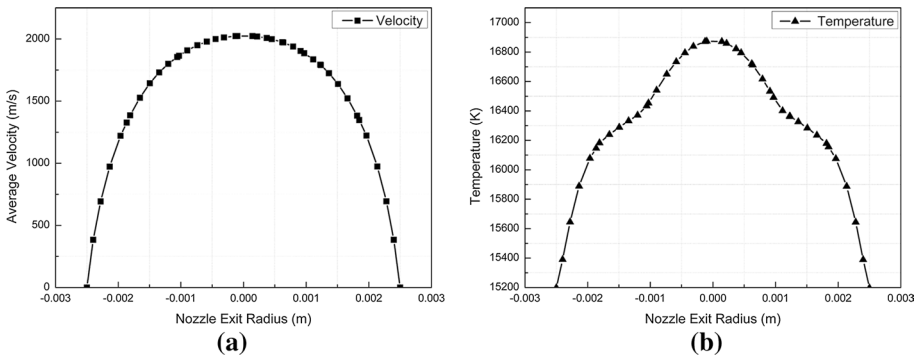 Velocity
2000
1500
1000
500
0
Average Velocity (m/s)
-0.003 -0.002 -0.001 0.000 0.001 0.002 0.003
Nozzle Exit Radius (m)
(a)
Temperature
17000
16800
16600
16400
16200
16000
15800
15600
15400
15200
Temperature (K)
-0.003 -0.002 -0.001 0.000 0.001 0.002 0.003
Nozzle Exit Radius (m)
(b)